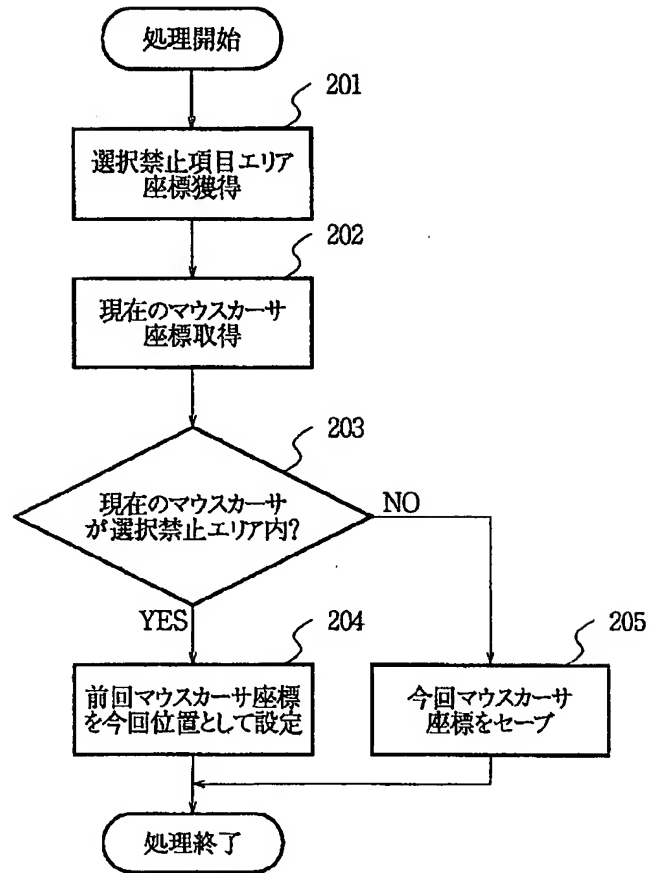 処理開始
201
選択禁止項目エリア
座標獲得
202
現在のマウスカーサ
座標取得
203
現在のマウスカーサ
が選択禁止エリア内?
NO
YES
204
205
前回マウスカーサ座標
を今回位置として設定
今回マウスカーサ
座標をセーブ
処理終了